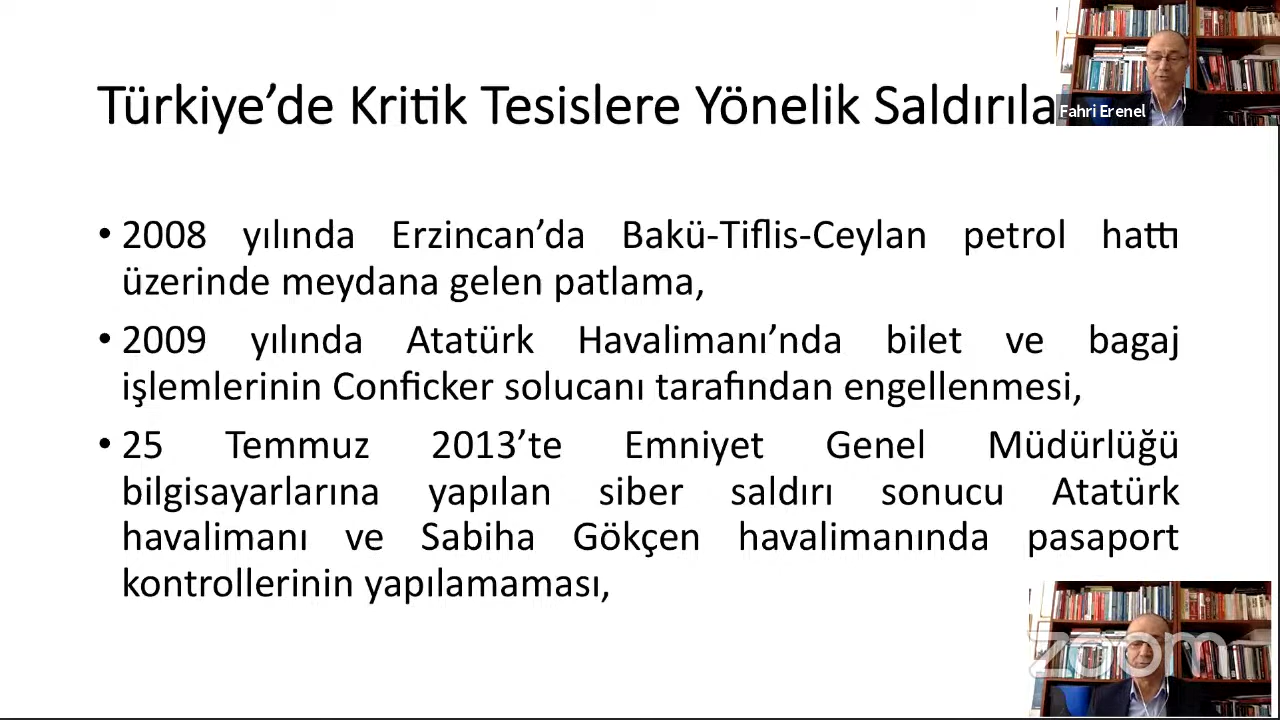 Türkiye’de Kritik Tesislere Yönelik Saldırıla
Fahri Erenel
• 2008 yılında Erzincan’da Bakü-Tiflis-Ceylan petrol hattı
üzerinde meydana gelen patlama,
• 2009 yılında Atatürk Havalimanı’nda bilet ve bagaj
işlemlerinin Conficker solucanı tarafından engellenmesi,
• 25 Temmuz 2013’te Emniyet Genel Müdürlüğü
bilgisayarlarına yapılan siber saldırı sonucu Atatürk
havalimanı ve Sabiha Gökçen havalimanında pasaport
kontrollerinin yapılamaması,
zoom